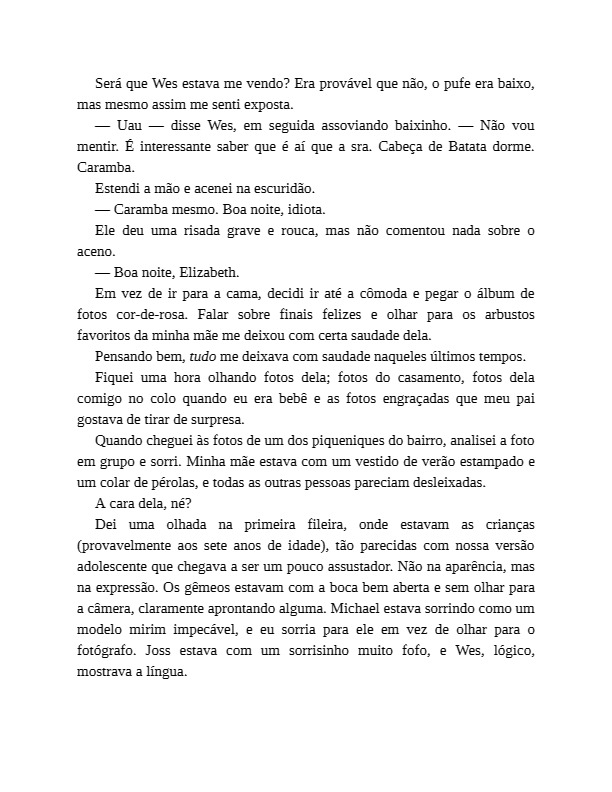 Será que Wes estava me vendo? Era provável que não, o pufe era baixo,
mas mesmo assim me senti exposta.
— Uau — disse Wes, em seguida assoviando baixinho. — Não vou
mentir. É interessante saber que é aí que a sra. Cabeça de Batata dorme.
Caramba.
Estendi a mão e acenei na escuridão.
— Caramba mesmo. Boa noite, idiota.
Ele deu uma risada grave e rouca, mas não comentou nada sobre o
aceno.
— Boa noite, Elizabeth.
Em vez de ir para a cama, decidi ir até a cômoda e pegar o álbum de
fotos cor-de-rosa. Falar sobre finais felizes e olhar para os arbustos
favoritos da minha mãe me deixou com certa saudade dela.
Pensando bem, tudo me deixava com saudade naqueles últimos tempos.
Fiquei uma hora olhando fotos dela; fotos do casamento, fotos dela
comigo no colo quando eu era bebê e as fotos engraçadas que meu pai
gostava de tirar de surpresa.
Quando cheguei às fotos de um dos piqueniques do bairro, analisei a foto
em grupo e sorri. Minha mãe estava com um vestido de verão estampado e
um colar de pérolas, e todas as outras pessoas pareciam desleixadas.
A cara dela, né?
Dei uma olhada na primeira fileira, onde estavam as crianças
(provavelmente aos sete anos de idade), tão parecidas com nossa versão
adolescente que chegava a ser um pouco assustador. Não na aparência, mas
na expressão. Os gêmeos estavam com a boca bem aberta e sem olhar para
a câmera, claramente aprontando alguma. Michael estava sorrindo como um
modelo mirim impecável, e eu sorria para ele em vez de olhar para o
fotógrafo. Joss estava com um sorrisinho muito fofo, e Wes, lógico,
mostrava a língua.